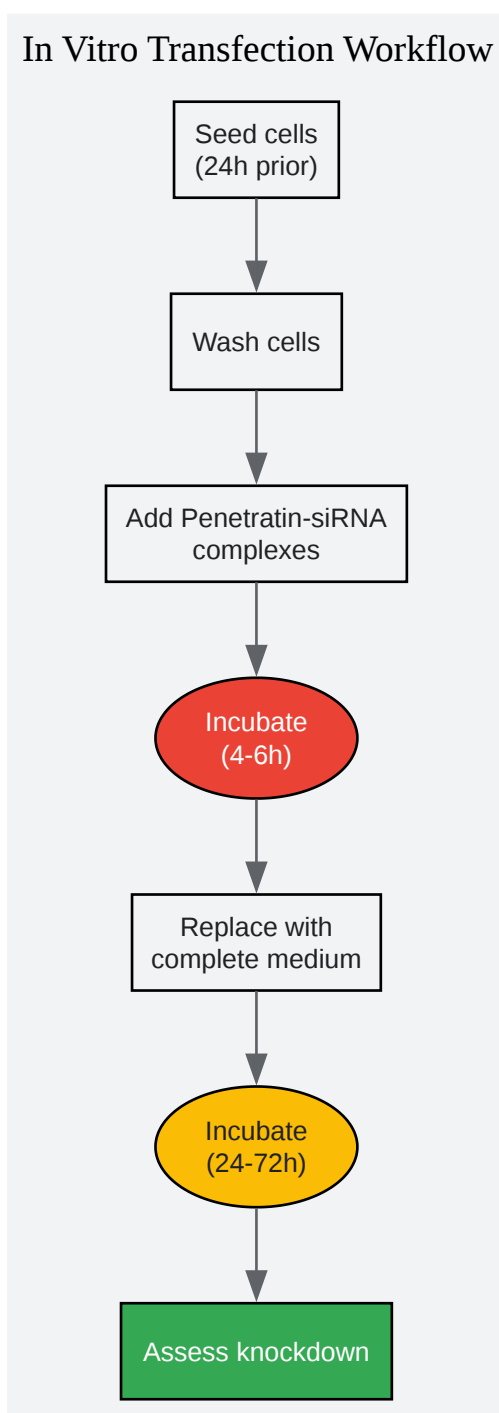 In Vitro Transfection Workflow
Seed cells
(24h prior)
Wash cells
Add Penetratin-siRNA
complexes
Incubate
(4-6h)
Replace with
complete medium
Incubate
(24-72h)
Assess knockdown